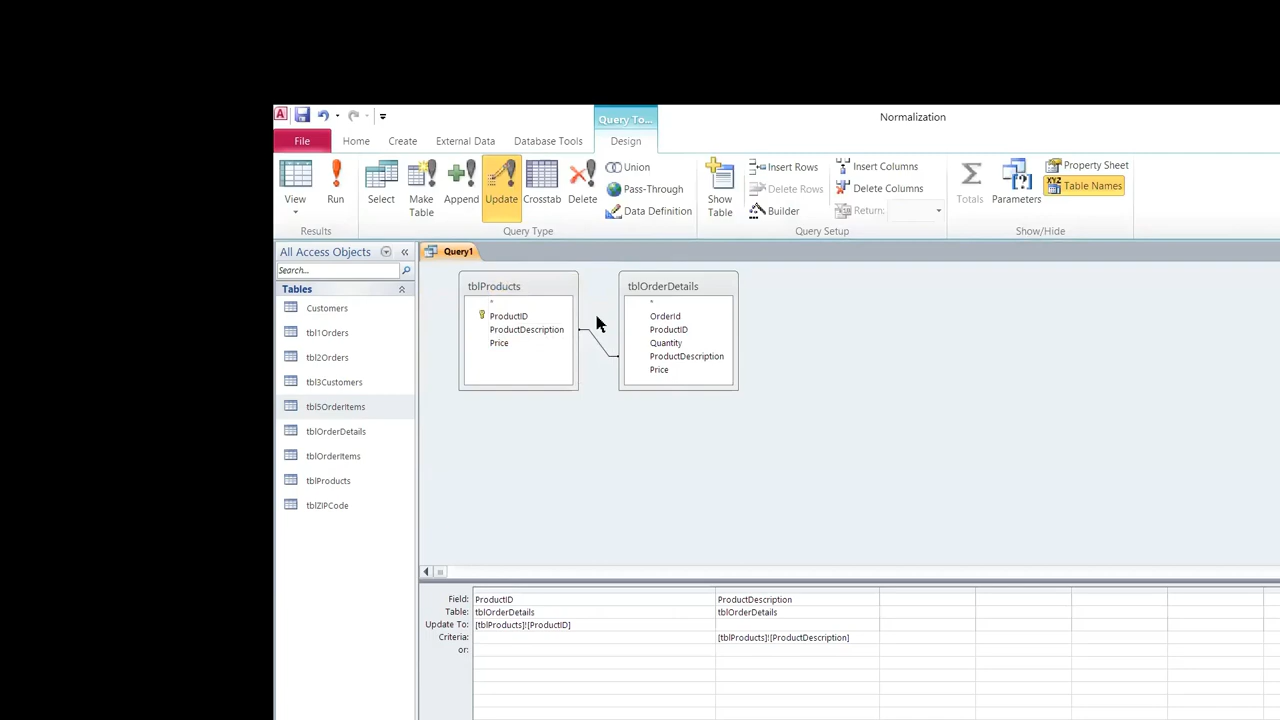 A
Query To...
Normalization
File
Home
Create
External Data
Database Tools
Design
View
Run
Select
Make Table
Append
Update
Crosstab
Delete
Union
Pass-Through
Data Definition
Show Table
Insert Rows
Delete Rows
Builder
Insert Columns
Delete Columns
Return:
Totals
Parameters
Property Sheet
XYZ
Table Names
Results
Query Type
Query Setup
Show/Hide
All Access Objects
Search...
Tables
Customers
tbl1Orders
tbl2Orders
tbl3Customers
tbl5OrderItems
tblOrderDetails
tblOrderItems
tblProducts
tblZIPCode
Query1
tblProducts
*
ProductID
ProductDescription
Price
tblOrderDetails
*
OrderId
ProductID
Quantity
ProductDescription
Price
Field: ProductID ProductDescription
Table: tblOrderDetails tblOrderDetails
Update To: [tblProducts]![ProductID]
Criteria: [tblProducts]![ProductDescription]
or: